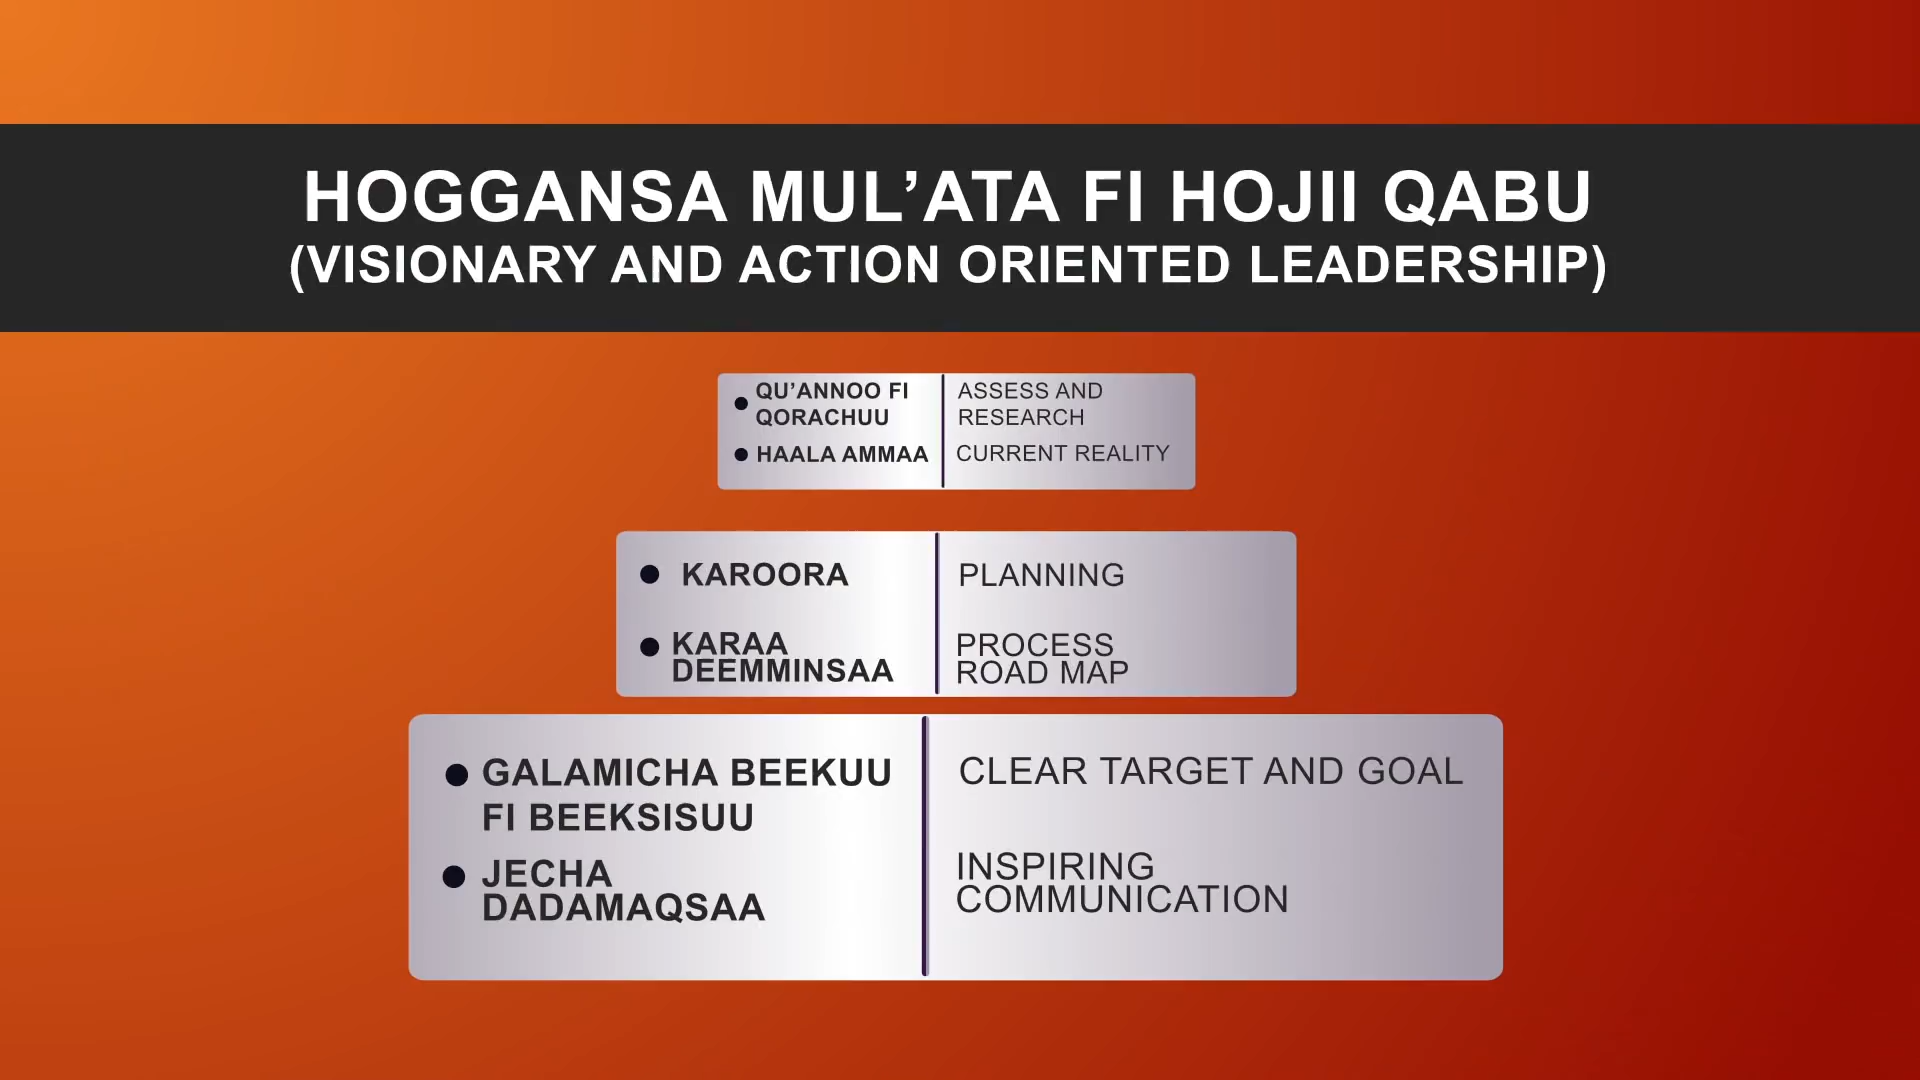 HOGGANSA MUL’ATA FI HOJII QABU
(VISIONARY AND ACTION ORIENTED LEADERSHIP)
QU’ANNOO FI
QORACHUU
ASSESS AND
RESEARCH
HAALA AMMAA
CURRENT REALITY
KAROORA
PLANNING
KARAA
DEEMMINSAA
PROCESS
ROAD MAP
GALAMICHA BEEKUU
FI BEEKSISUU
CLEAR TARGET AND GOAL
JECHA
DADAMAQSAA
INSPIRING
COMMUNICATION